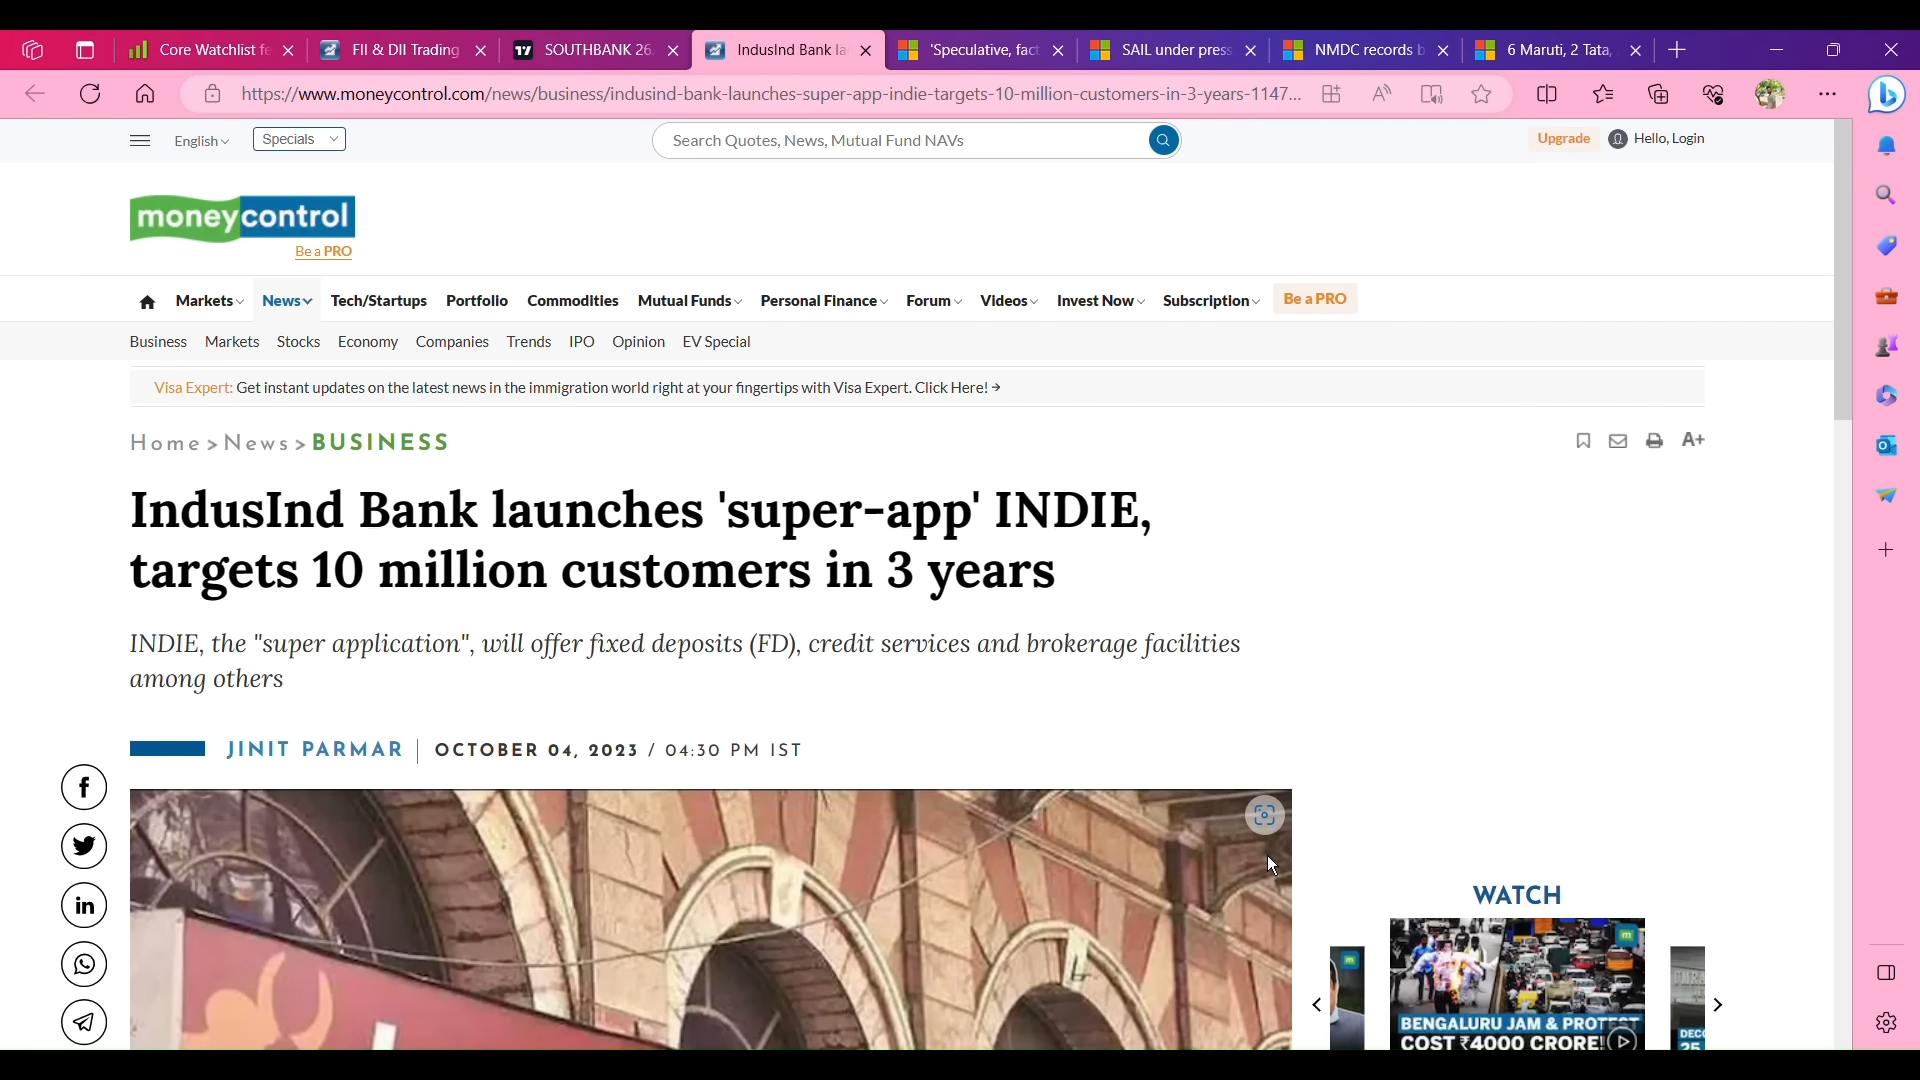 Core Watchlist fe
FII & DII Trading
SOUTHBANK 26.
IndusInd Bank la
'Speculative, fact
SAIL under press
NMDC records b
6 Maruti, 2 Tata,
https://www.moneycontrol.com/news/business/indusind-bank-launches-super-app-indie-targets-10-million-customers-in-3-years-1147...
English
Specials
Search Quotes, News, Mutual Fund NAVs
Upgrade
Hello, Login
moneycontrol
Be a PRO
Markets News Tech/Startups Portfolio Commodities Mutual Funds Personal Finance Forum Videos Invest Now Subscription Be a PRO
Business Markets Stocks Economy Companies Trends IPO Opinion EV Special
Visa Expert: Get instant updates on the latest news in the immigration world right at your fingertips with Visa Expert. Click Here! →
Home > News > BUSINESS
A+
IndusInd Bank launches 'super-app' INDIE,
targets 10 million customers in 3 years
INDIE, the "super application", will offer fixed deposits (FD), credit services and brokerage facilities
among others
JINIT PARMAR | OCTOBER 04, 2023 / 04:30 PM IST
WATCH
BENGALURU JAM & PROTEST
COST ₹4000 CRORE!
DEC
25